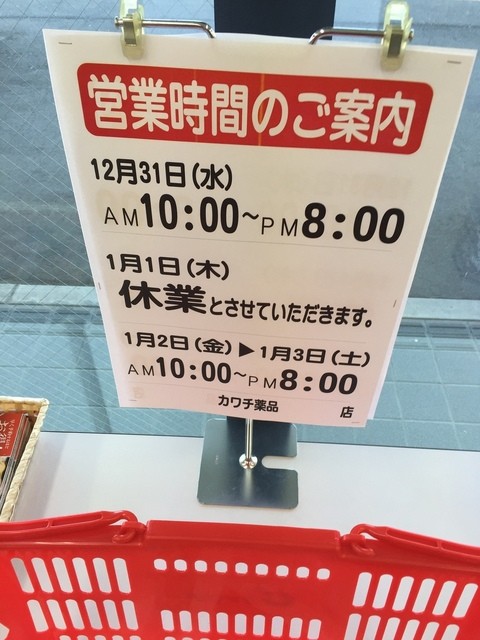 営業時間のご案内
12月31日(水)
AM10:00~PM8:00
1月1日(木)
休業とさせていただきます。
1月2日(金)▶1月3日(土)
AM10:00~PM8:00
カワチ薬品 店